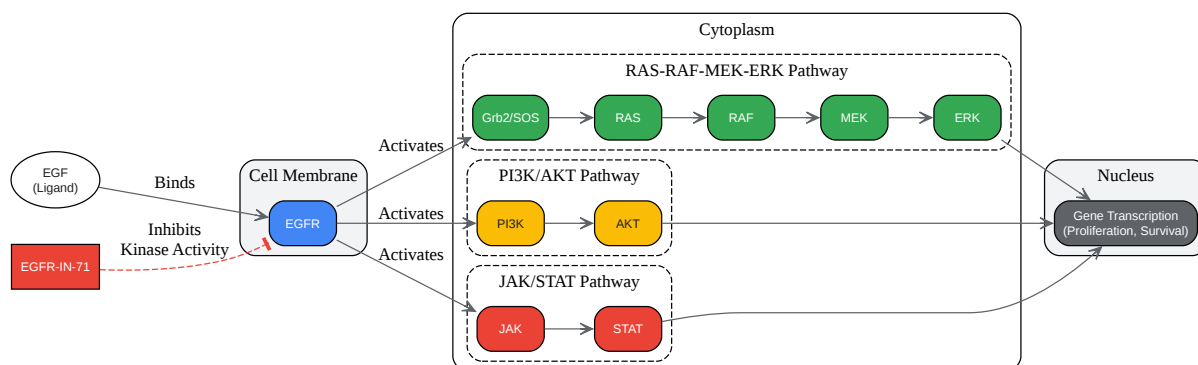 Cytoplasm
RAS-RAF-MEK-ERK Pathway
Grb2/SOS
RAS
RAF
MEK
ERK
Activates
EGF
(Ligand)
Binds
Cell Membrane
EGFR
Inhibits
Kinase Activity
EGFR-IN-71
Activates
PI3K/AKT Pathway
PI3K
AKT
Nucleus
Gene Transcription
(Proliferation, Survival)
Activates
JAK/STAT Pathway
JAK
STAT